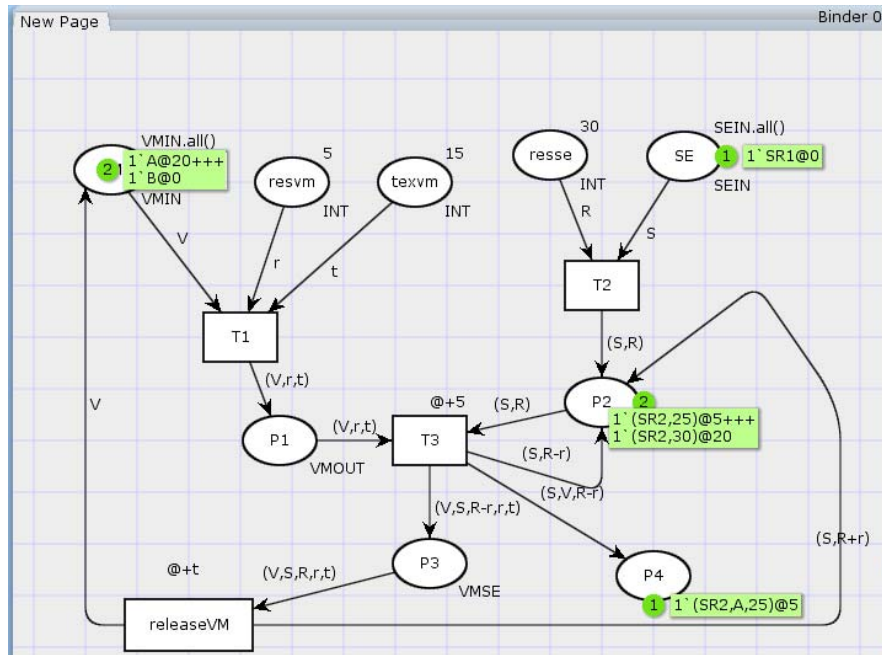 New Page
Binder 0
VMIN.all()
2
1`A@20+++
1`B@0
VMIN
5
resvm
INT
15
texvm
INT
30
resse
INT
SEIN.all()
SE
1
1`SR1@0
SEIN
V
r
t
R
S
T1
T2
(V,r,t)
(S,R)
P1
VMOUT
(V,r,t)
@+5
T3
(S,R)
P2
2
1`(SR2,25)@5+++
1`(SR2,30)@20
(S,R-r)
(S,V,R-r)
(V,S,R-r,r,t)
V
(S,R+r)
P3
VMSE
P4
1
1`(SR2,A,25)@5
@+t
(V,S,R,r,t)
releaseVM